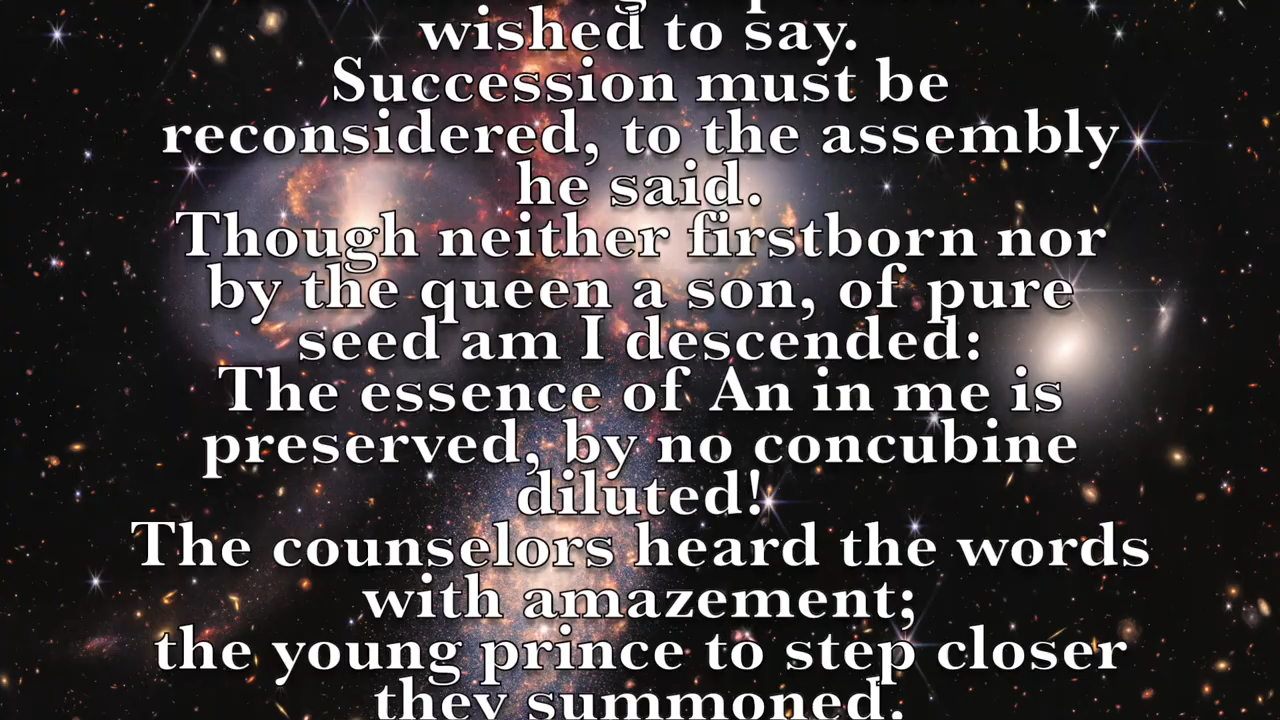 wished to say.
Succession must be
reconsidered, to the assembly
he said.
Though neither firstborn nor
by the queen a son, of pure
seed am I descended:
The essence of An in me is
preserved, by no concubine
diluted!
The counselors heard the words
with amazement;
the young prince to step closer
they summoned.